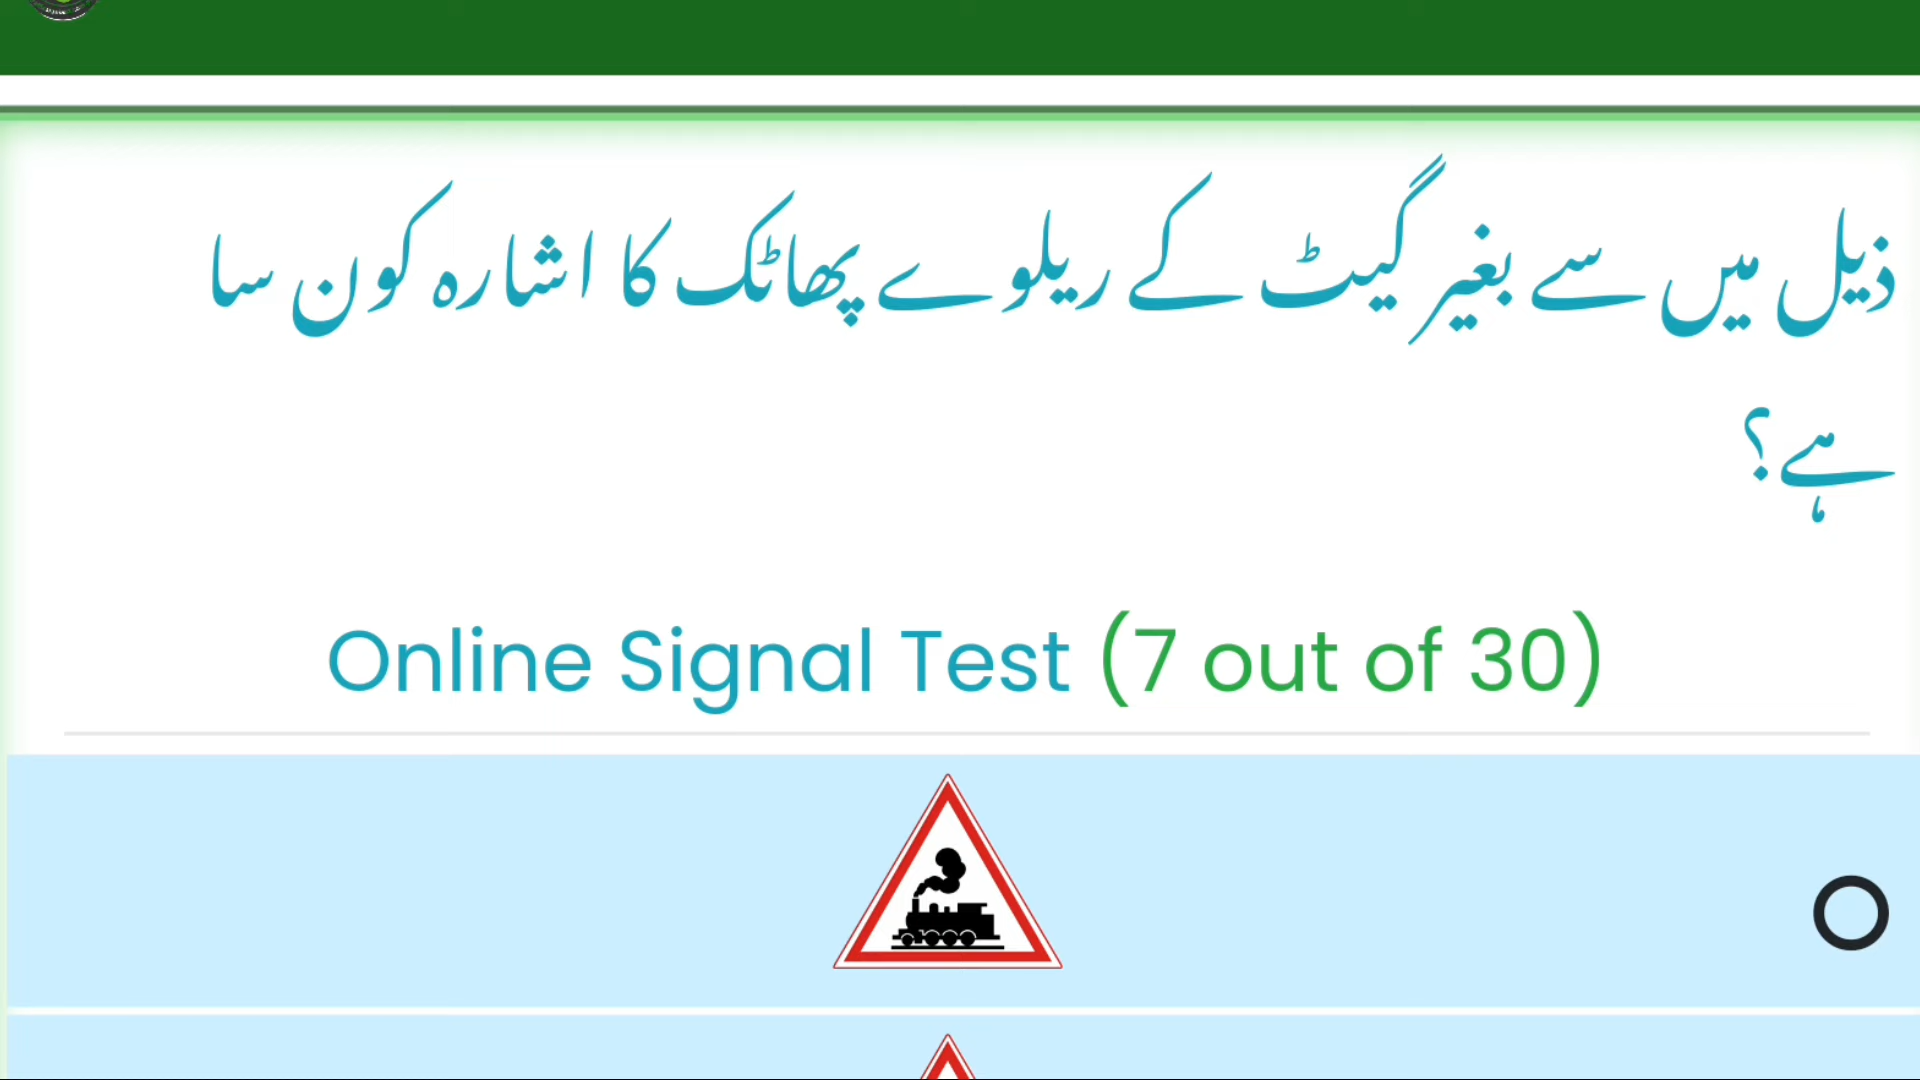 ذیل میں سے بغیر گیٹ کے ریلوے پھاٹک کا اشارہ کون سا
ہے؟
Online Signal Test (7 out of 30)